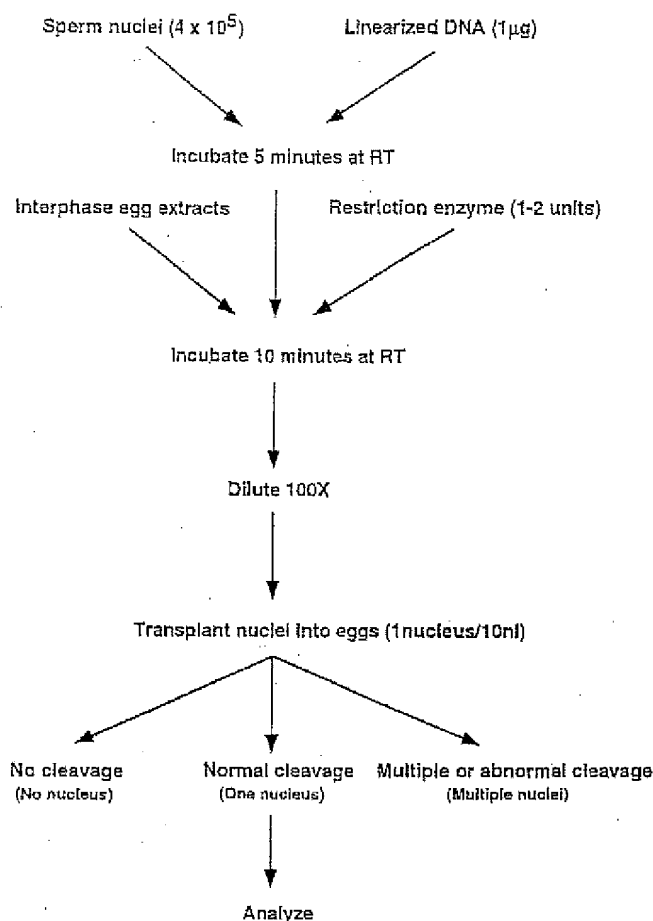 Sperm nuclei (4 x 10⁵) Linearized DNA (1µg)
Incubate 5 minutes at RT
Interphase egg extracts Restriction enzyme (1-2 units)
Incubate 10 minutes at RT
Dilute 100X
Transplant nuclei into eggs (1nucleus/10nl)
No cleavage Normal cleavage Multiple or abnormal cleavage
(No nucleus) (One nucleus) (Multiple nuclei)
Analyze